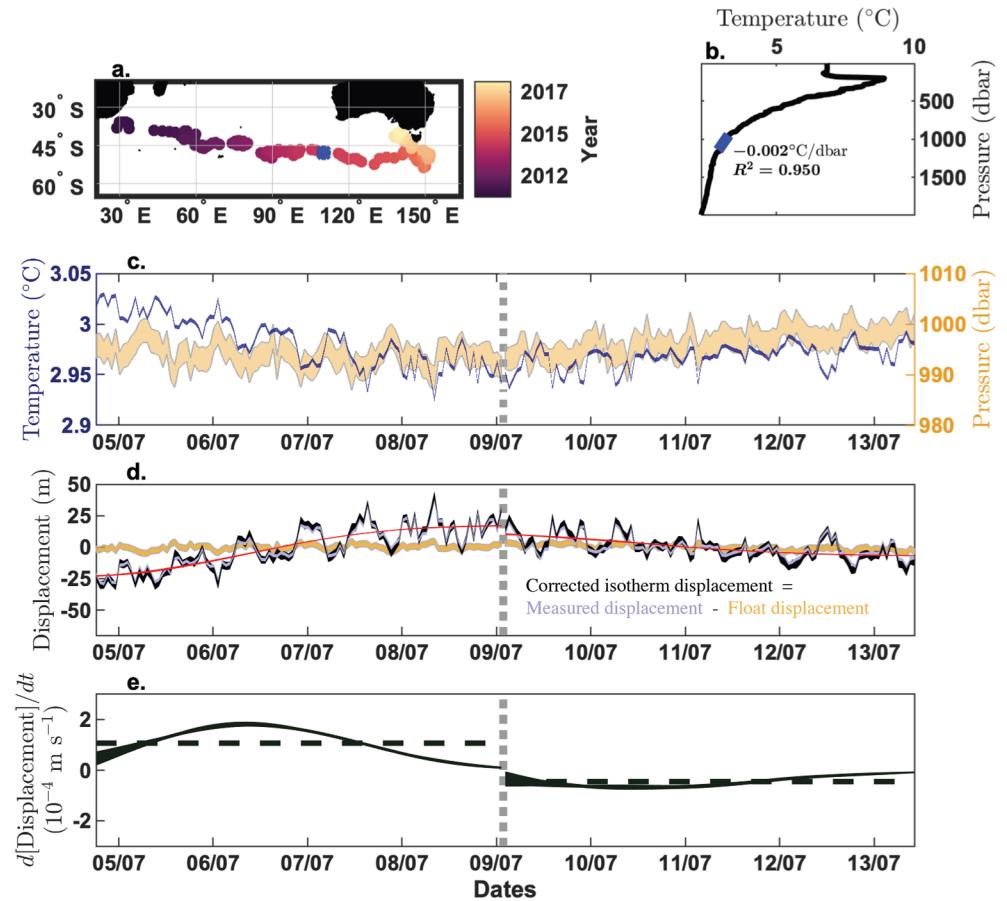 Temperature (°C)
a.
b.
5
10
30° S
45° S
60° S
30° E
60° E
90° E
120° E
150° E
2017
2015
2012
Year
500
1000
1500
Pressure (dbar)
−0.002°C/dbar
R² = 0.950
c.
Temperature (°C)
3.05
3
2.95
2.9
1010
1000
990
980
Pressure (dbar)
05/07
06/07
07/07
08/07
09/07
10/07
11/07
12/07
13/07
d.
Displacement (m)
50
25
0
-25
-50
Corrected isotherm displacement =
Measured displacement - Float displacement
05/07
06/07
07/07
08/07
09/07
10/07
11/07
12/07
13/07
e.
d[Displacement]/dt
(10⁻⁴ m s⁻¹)
2
0
-2
05/07
06/07
07/07
08/07
09/07
10/07
11/07
12/07
13/07
Dates